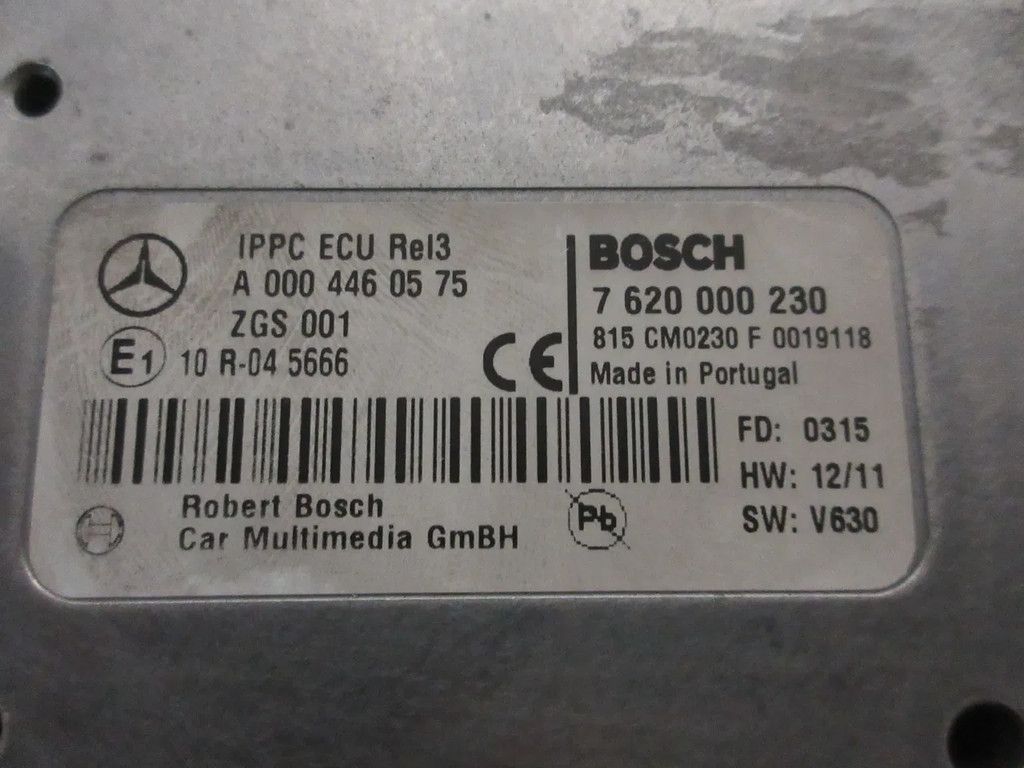 IPPC ECU Rel3
A 000 446 05 75
ZGS 001
E1 10 R-04 5666
CE
BOSCH
7 620 000 230
815 CM0230 F 0019118
Made in Portugal
FD: 0315
HW: 12/11
SW: V630
Robert Bosch
Car Multimedia GmBH
Pb